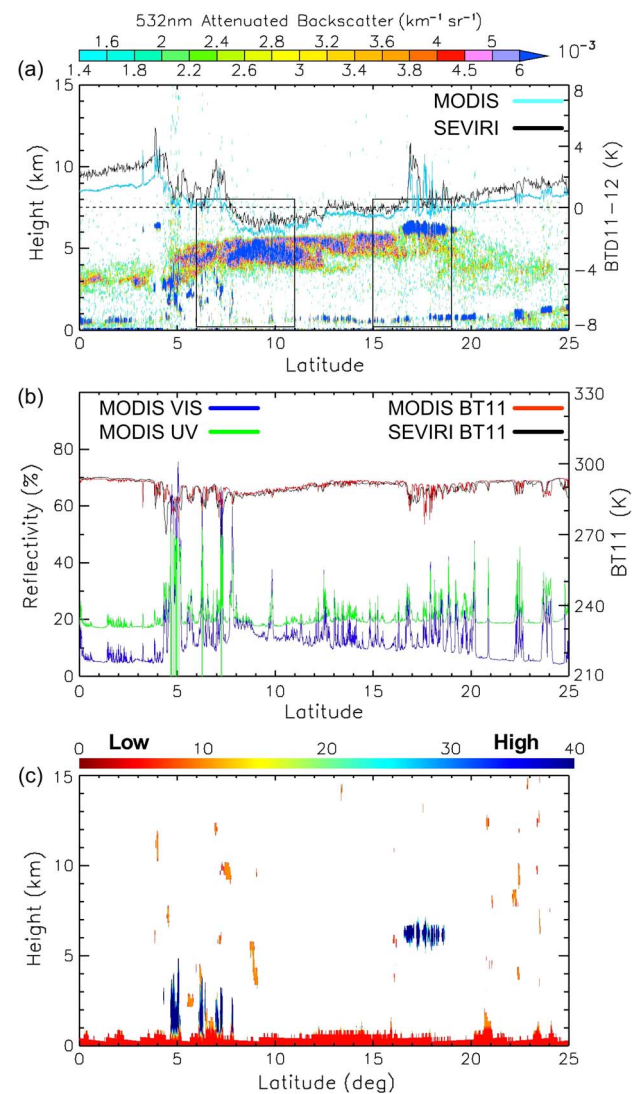 532nm Attenuated Backscatter (km⁻¹ sr⁻¹)
1.6 2 2.4 2.8 3.2 3.6 4 5
1.4 1.8 2.2 2.6 3 3.4 3.8 4.5 6 10⁻³
(a)
15 8
MODIS
SEVIRI
4
10
0
5
−4
0 −8
Height (km)
BTD11−12 (K)
0 5 10 15 20 25
Latitude
(b)
330
MODIS VIS MODIS BT11
MODIS UV SEVIRI BT11
80
300
60
270
40
240
20
0 210
Reflectivity (%)
BT11 (K)
0 5 10 15 20 25
Latitude
0 Low 10 20 30 High 40
(c)
15
10
5
0
Height (km)
0 5 10 15 20 25
Latitude (deg)